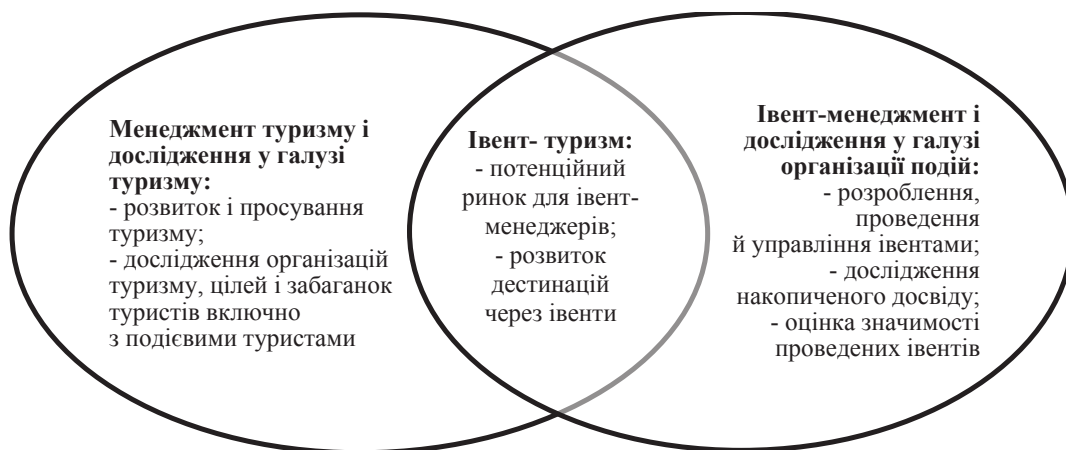 Менеджмент туризму і
дослідження у галузі
туризму:
- розвиток і просування
туризму;
- дослідження організацій
туризму, цілей і забаганок
туристів включно
з подієвими туристами
Івент- туризм:
- потенційний
ринок для івент-
менеджерів;
- розвиток
дестинацій
через івенти
Івент-менеджмент і
дослідження у галузі
організації подій:
- розроблення,
проведення
й управління івентами;
- дослідження
накопиченого досвіду;
- оцінка значимості
проведених івентів